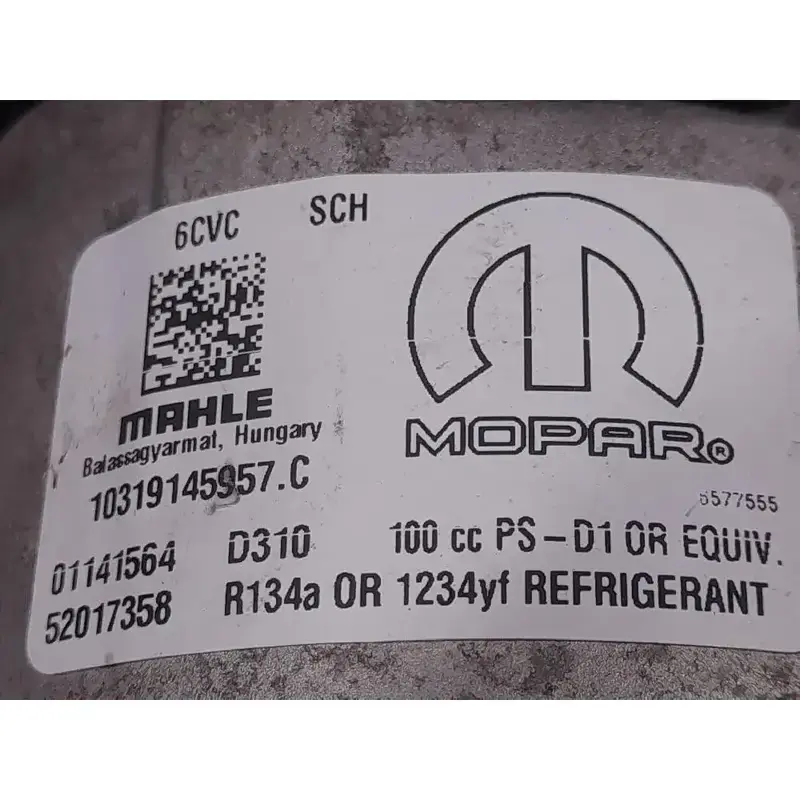 6CVC SCH
MAHLE
Balassagyarmat, Hungary
MOPAR®
10319145957.C
6577555
01141564 D310 100 cc PS-D1 OR EQUIV.
52017358 R134a OR 1234yf REFRIGERANT